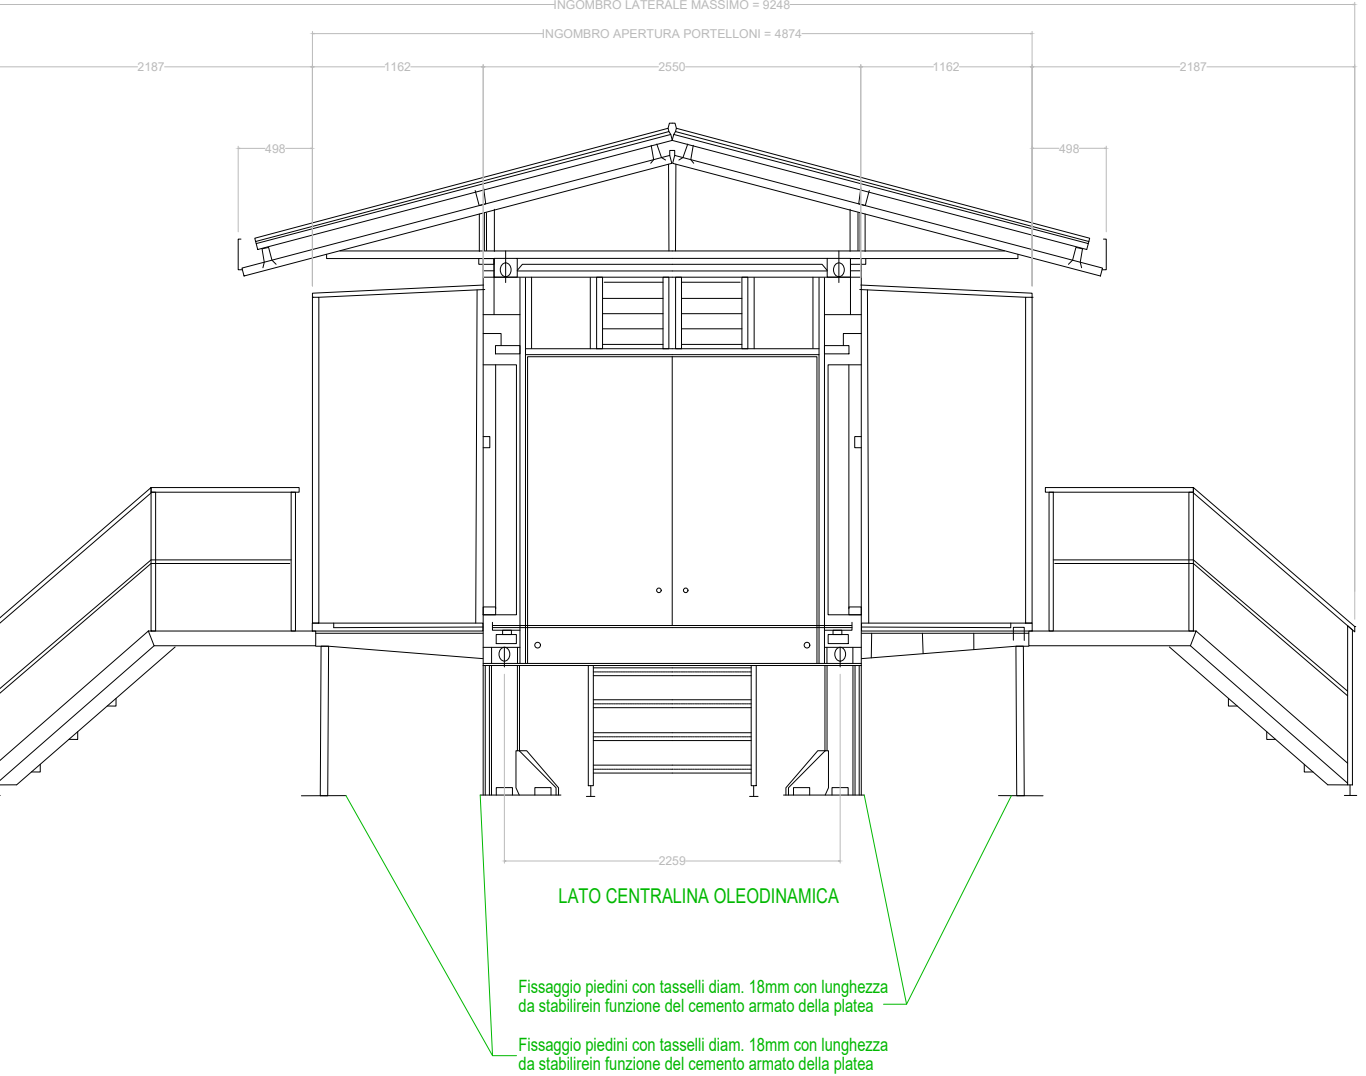 INGOMBRO LATERALE MASSIMO = 9248
INGOMBRO APERTURA PORTELLONI = 4874
2187 1162 2550 1162 2187
498 498
2259
LATO CENTRALINA OLEODINAMICA
Fissaggio piedini con tasselli diam. 18mm con lunghezza
da stabilirein funzione del cemento armato della platea
Fissaggio piedini con tasselli diam. 18mm con lunghezza
da stabilirein funzione del cemento armato della platea